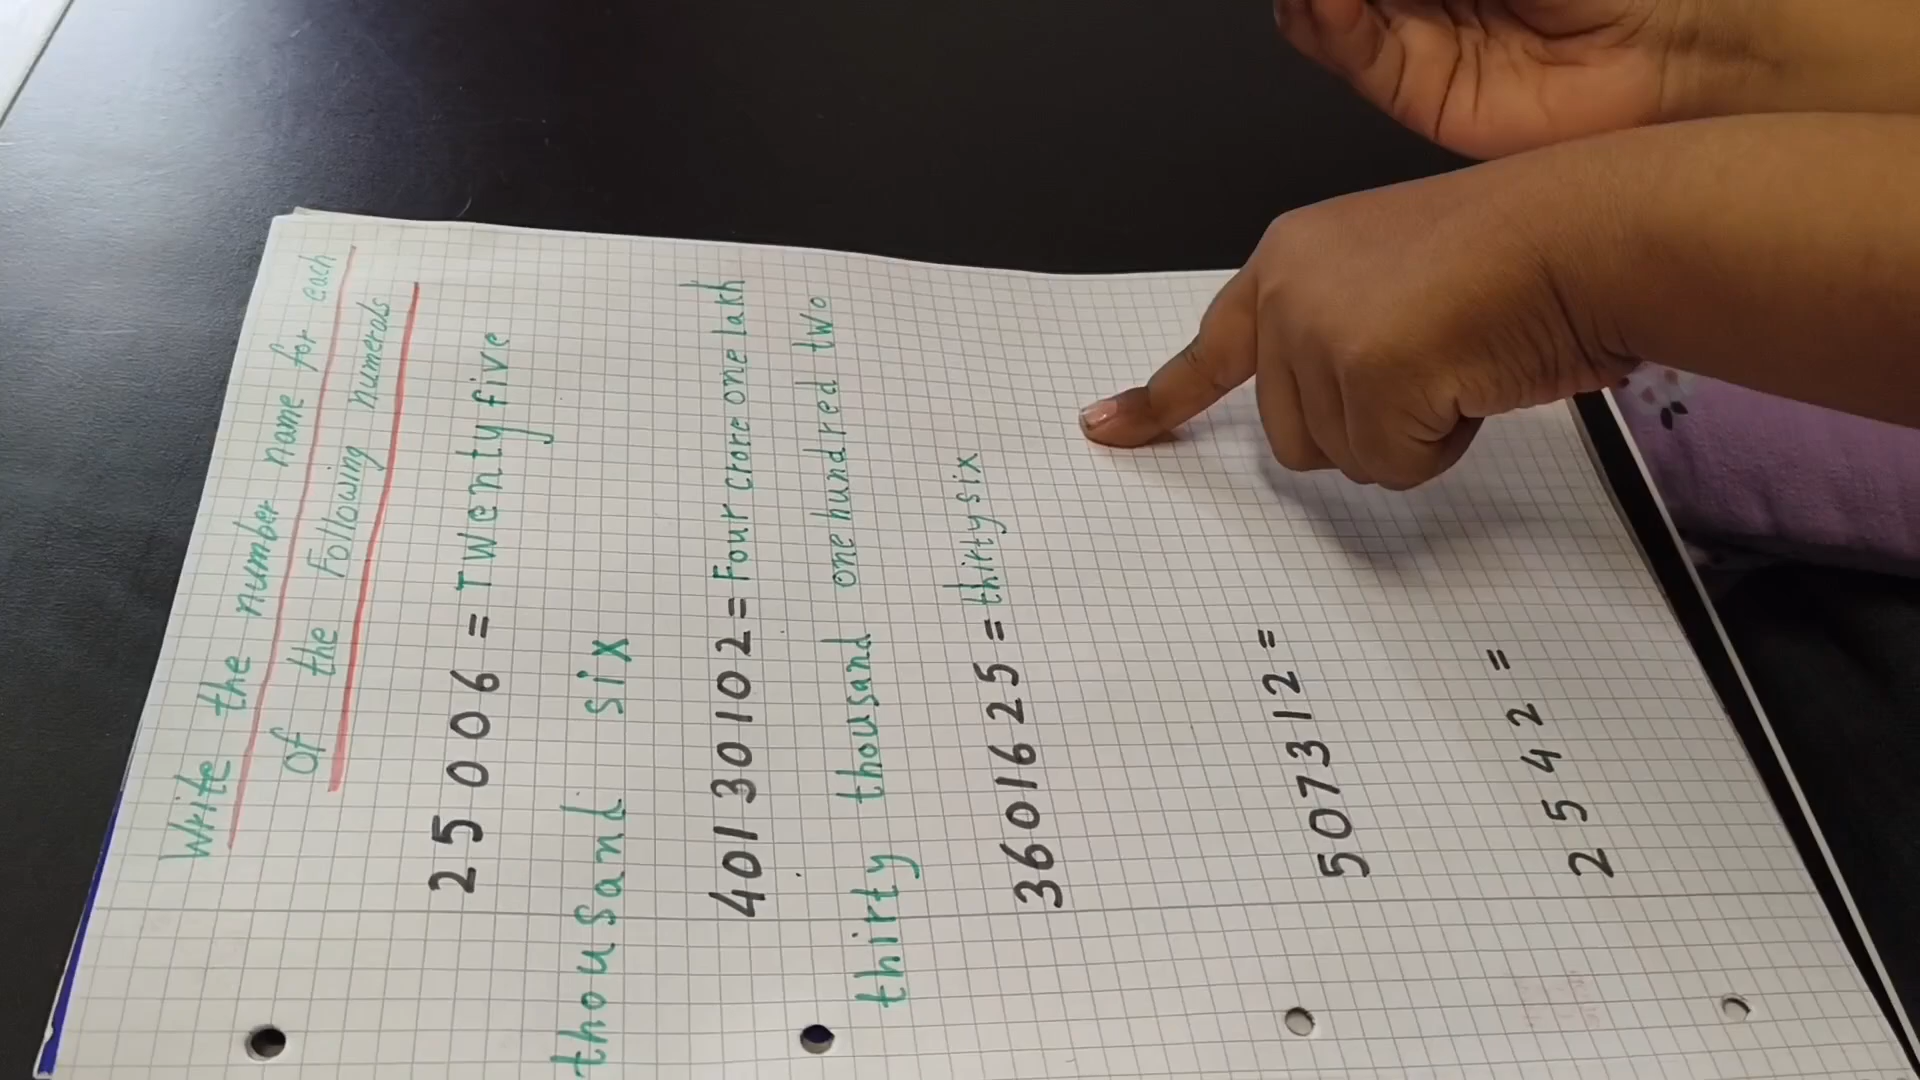 Write the number name for each
of the Following numerals
25006 = Twenty five
thousand six
40130102 = Four crore one lakh
thirty thousand one hundred two
3601625 = thirty six
507312 =
25542 =